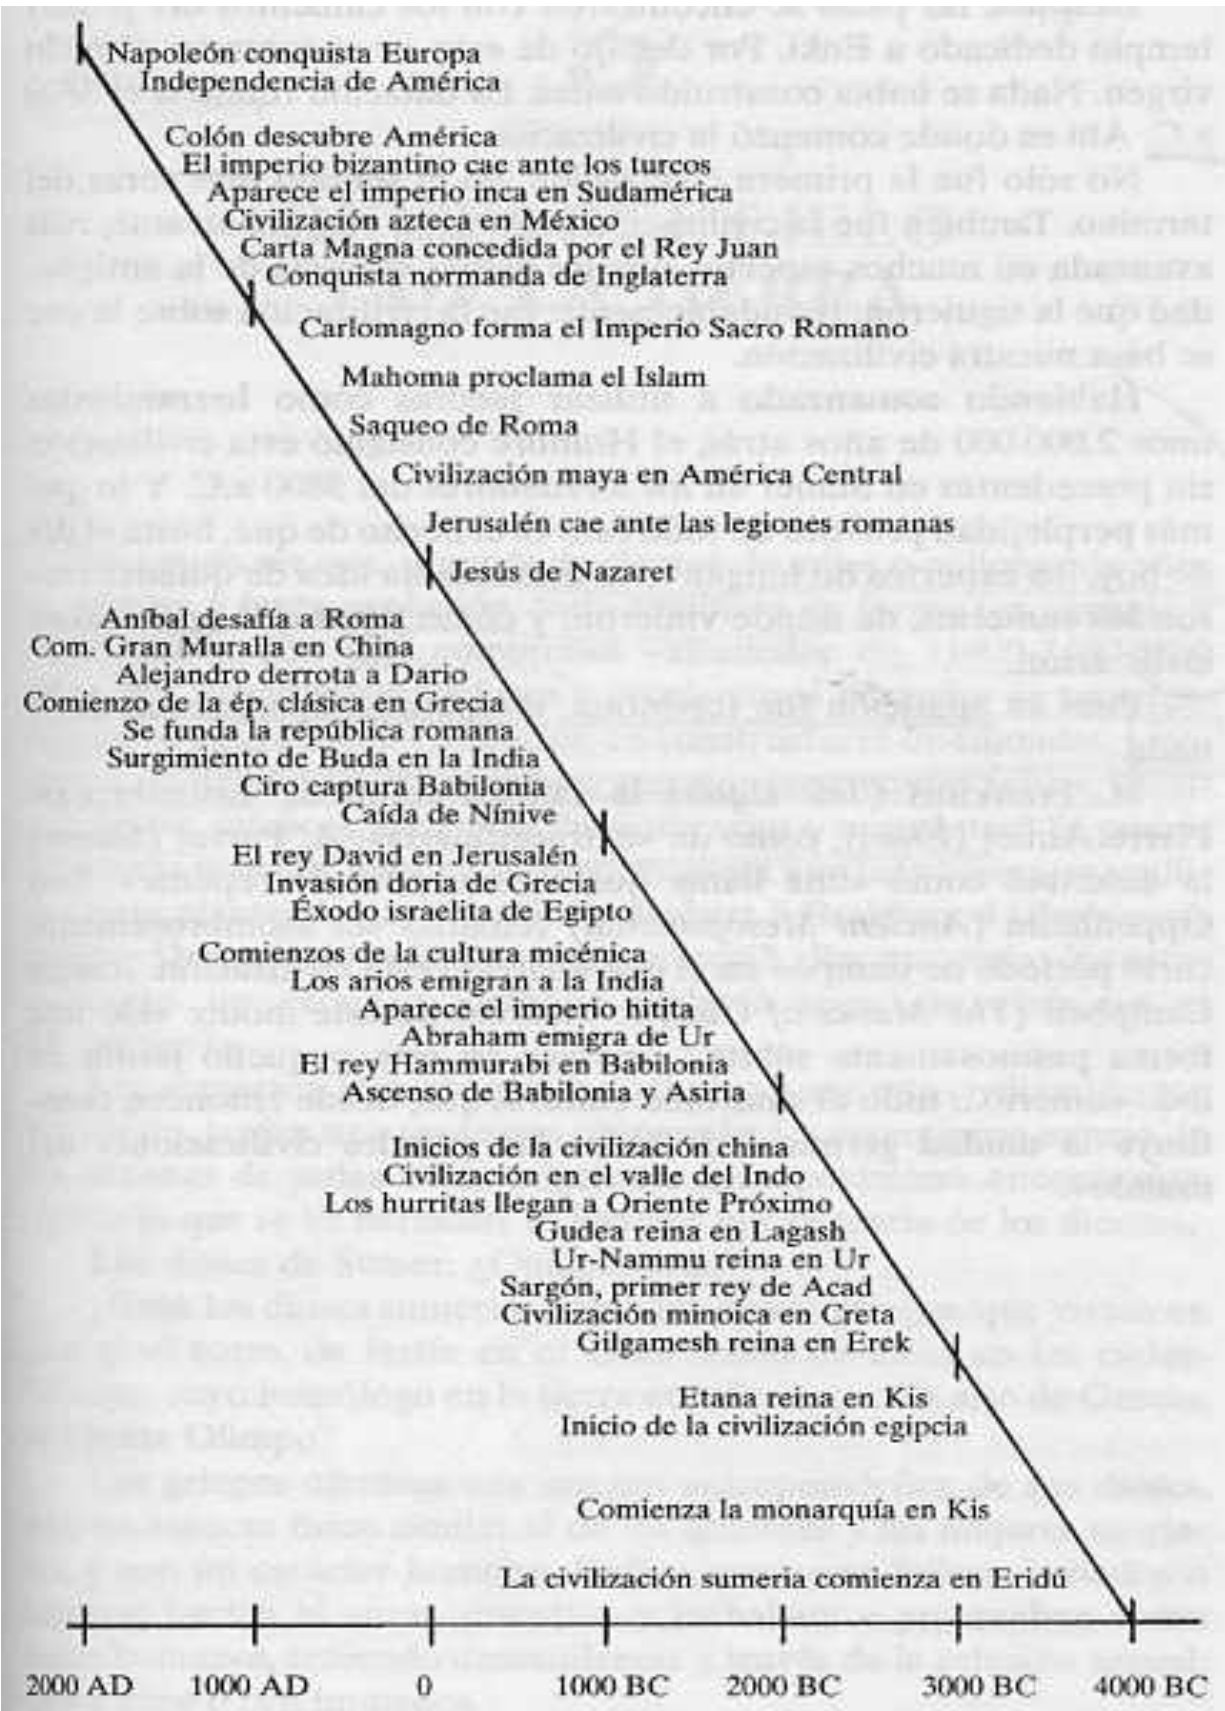 Napoleón conquista Europa
Independencia de América
Colón descubre América
El imperio bizantino cae ante los turcos
Aparece el imperio inca en Sudamérica
Civilización azteca en México
Carta Magna concedida por el Rey Juan
Conquista normanda de Inglaterra
Carlomagno forma el Imperio Sacro Romano
Mahoma proclama el Islam
Saqueo de Roma
Civilización maya en América Central
Jerusalén cae ante las legiones romanas
Jesús de Nazaret
Aníbal desafía a Roma
Com. Gran Muralla en China
Alejandro derrota a Dario
Comienzo de la ép. clásica en Grecia
Se funda la república romana
Surgimiento de Buda en la India
Ciro captura Babilonia
Caída de Nínive
El rey David en Jerusalén
Invasión doria de Grecia
Éxodo israelita de Egipto
Comienzos de la cultura micénica
Los arios emigran a la India
Aparece el imperio hitita
Abraham emigra de Ur
El rey Hammurabi en Babilonia
Ascenso de Babilonia y Asiria
Inicios de la civilización china
Civilización en el valle del Indo
Los hurritas llegan a Oriente Próximo
Gudea reina en Lagash
Ur-Nammu reina en Ur
Sargón, primer rey de Acad
Civilización minoica en Creta
Gilgamesh reina en Erek
Etana reina en Kis
Inicio de la civilización egipcia
Comienza la monarquía en Kis
La civilización sumeria comienza en Eridú
2000 AD 1000 AD 0 1000 BC 2000 BC 3000 BC 4000 BC